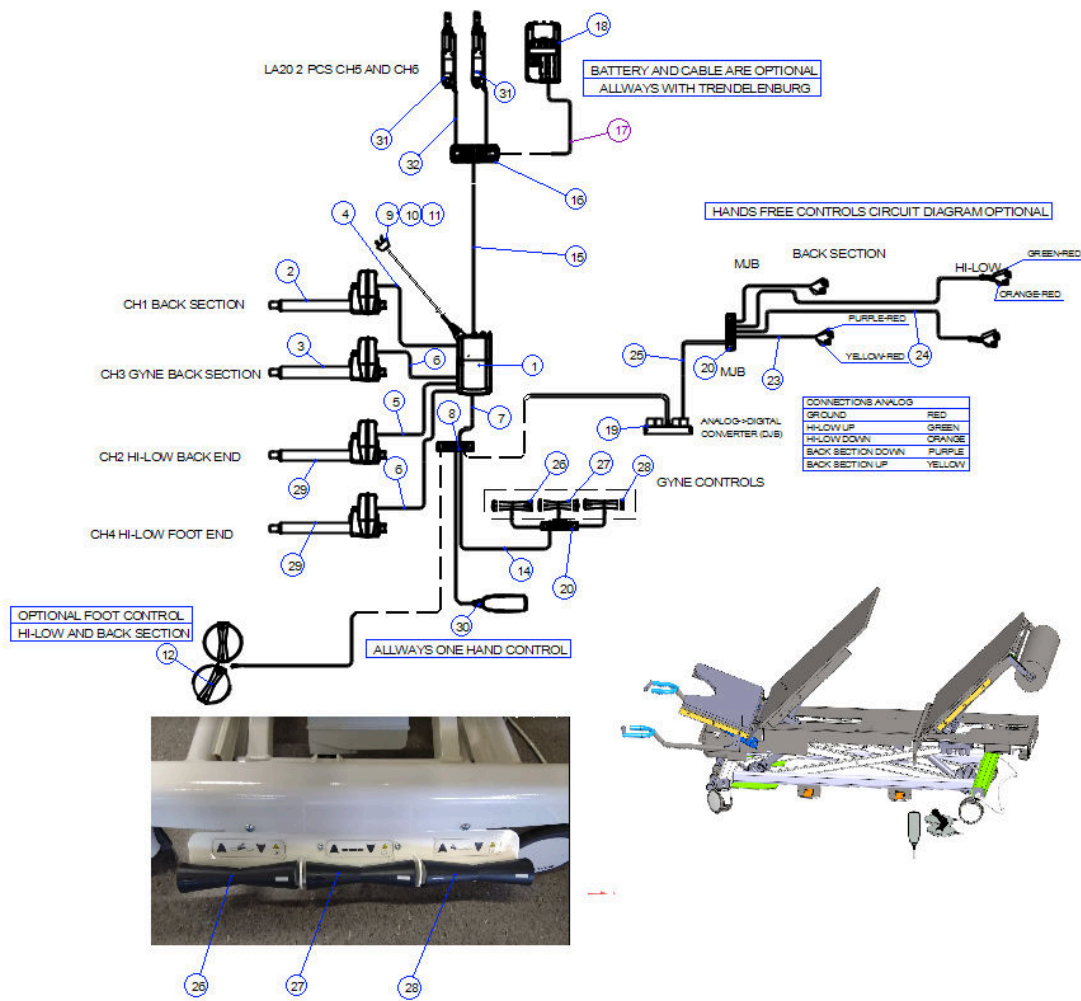 18
LA20 2 PCS CH5 AND CH6
31
BATTERY AND CABLE ARE OPTIONAL
ALLWAYS WITH TRENDELENBURG
31
32
17
16
4
9 10 11
HANDS FREE CONTROLS CIRCUIT DIAGRAM OPTIONAL
15
2
CH1 BACK SECTION
MJB
BACK SECTION
HI-LOW
GREEN-RED
ORANGE-RED
PURPLE-RED
YELLOW-RED
24
25
20
MJB
23
3
CH3 GYNE BACK SECTION
6
1
5
7
8
CH2 HI-LOW BACK END
29
6
19
ANALOG->DIGITAL
CONVERTER (DJB)
CONNECTIONS ANALOG
GROUND RED
HI-LOW UP GREEN
HI-LOW DOWN ORANGE
BACK SECTION DOWN PURPLE
BACK SECTION UP YELLOW
26
27
28
GYNE CONTROLS
CH4 HI-LOW FOOT END
29
14
20
OPTIONAL FOOT CONTROL
HI-LOW AND BACK SECTION
12
30
ALLWAYS ONE HAND CONTROL
26
27
28